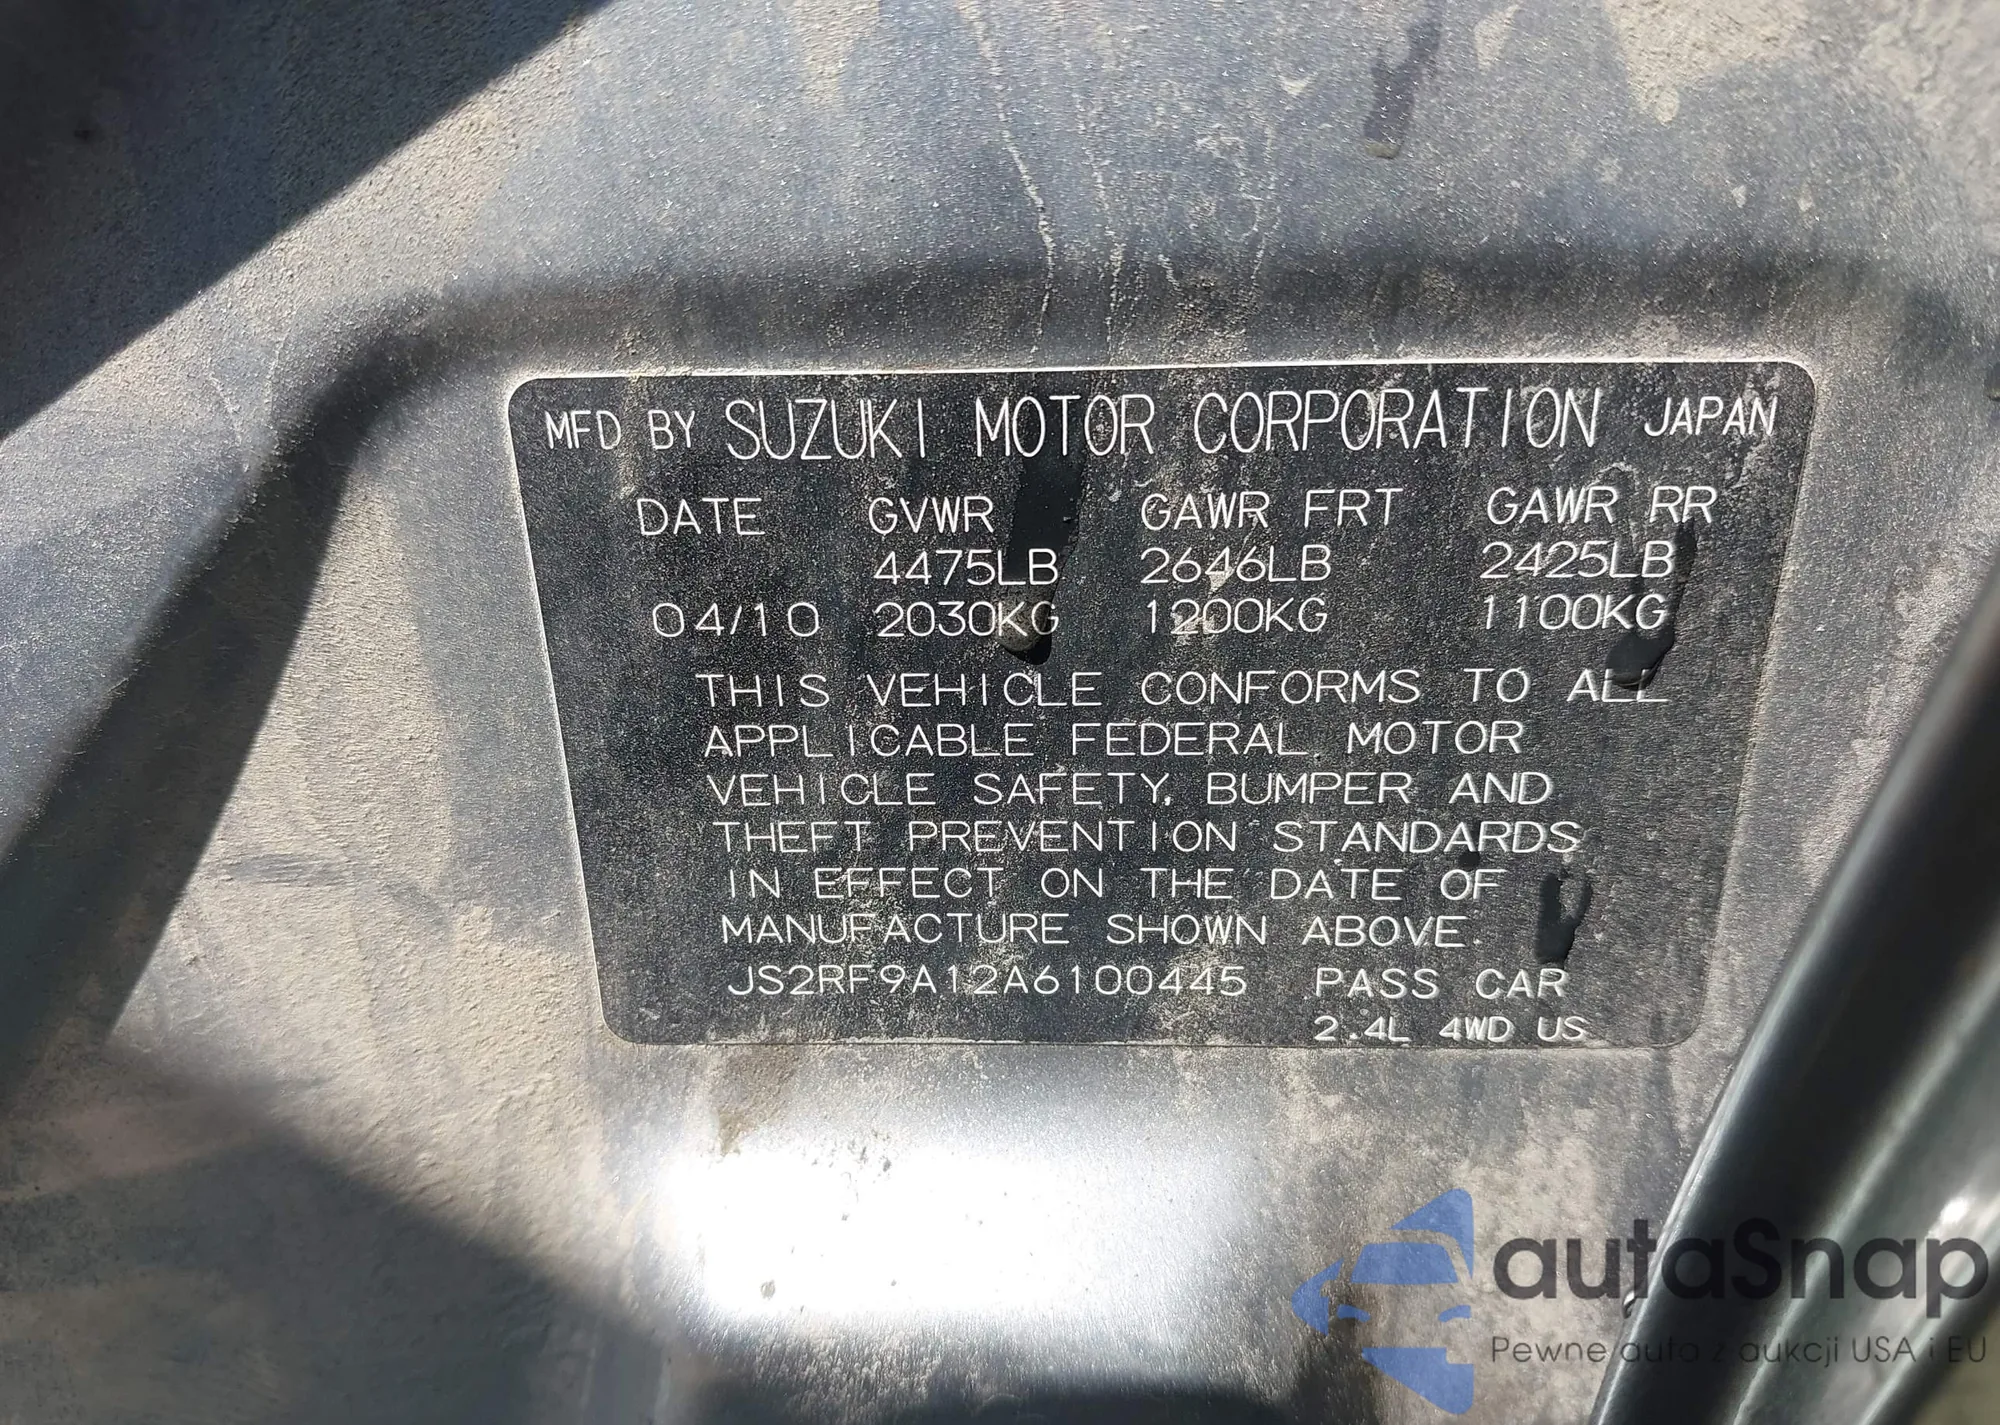 MFD BY SUZUKI MOTOR CORPORATION JAPAN
DATE GVWR GAWR FRT GAWR RR
4475LB 2646LB 2425LB
04/10 2030KG 1200KG 1100KG
THIS VEHICLE CONFORMS TO ALL
APPLICABLE FEDERAL MOTOR
VEHICLE SAFETY, BUMPER AND
THEFT PREVENTION STANDARDS
IN EFFECT ON THE DATE OF
MANUFACTURE SHOWN ABOVE.
JS2RF9A12A6100445 PASS CAR
2.4L 4WD US
autaSnap
Pewne auta z aukcji USA i EU